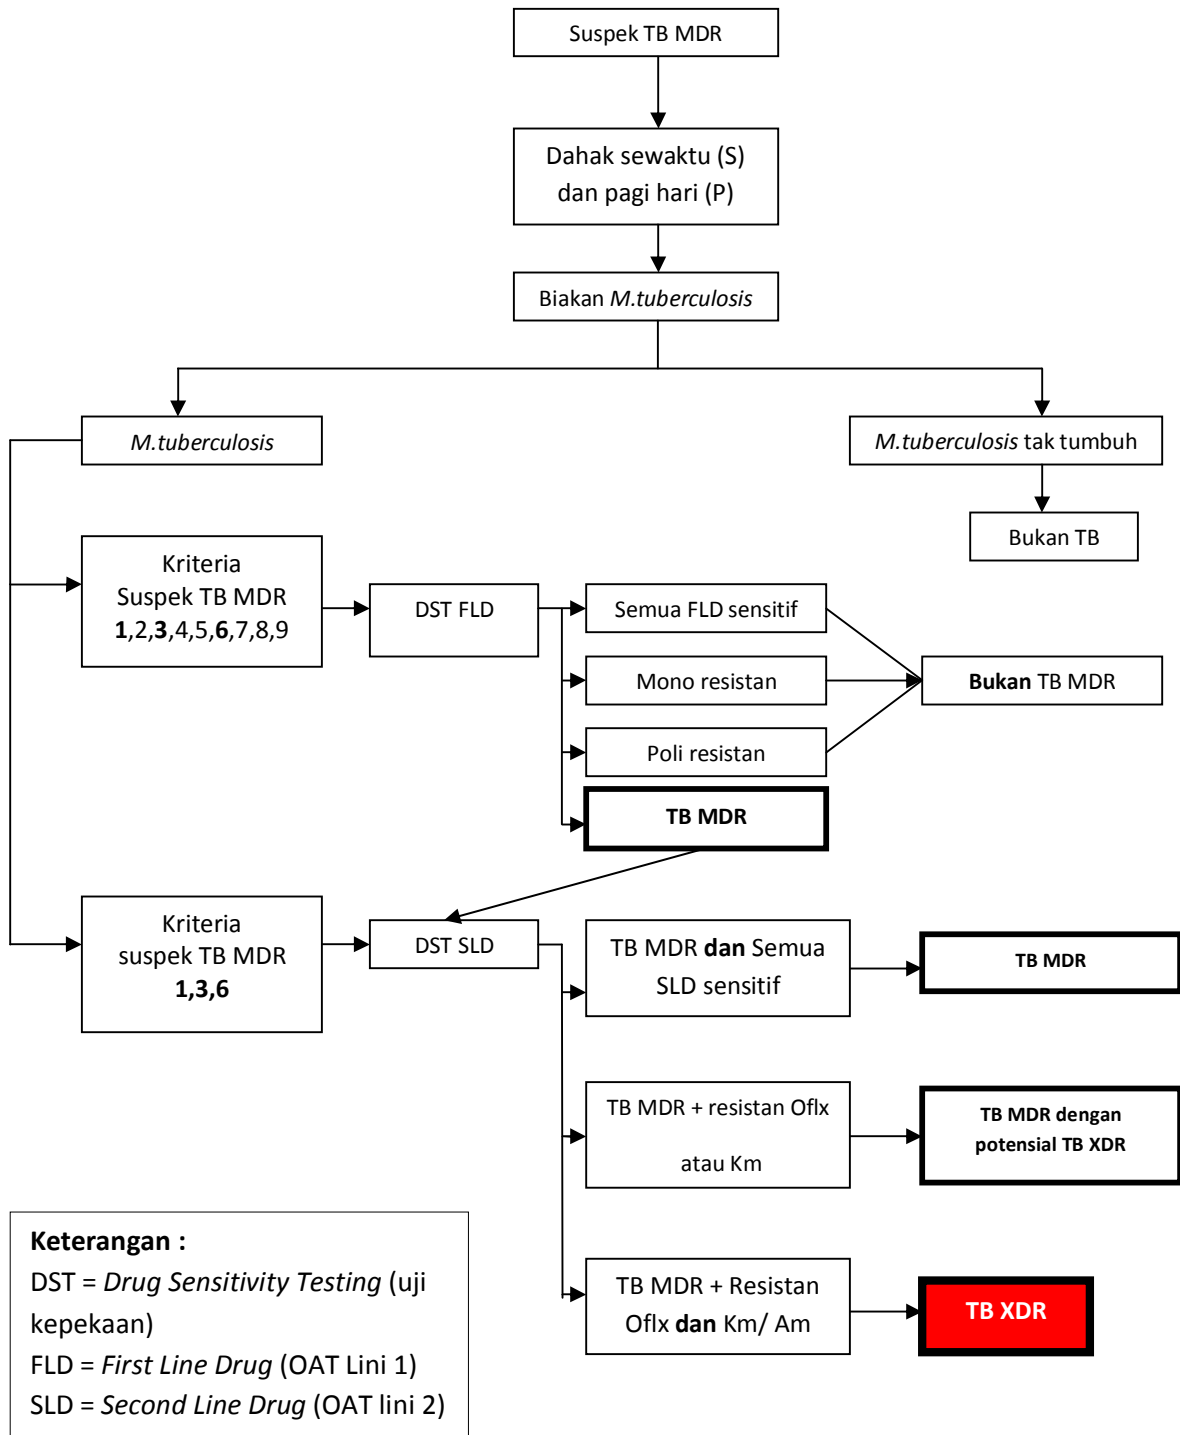 Suspek TB MDR
Dahak sewaktu (S)
dan pagi hari (P)
Biakan M.tuberculosis
M.tuberculosis
M.tuberculosis tak tumbuh
Bukan TB
Kriteria
Suspek TB MDR
1,2,3,4,5,6,7,8,9
DST FLD
Semua FLD sensitif
Mono resistan
Bukan TB MDR
Poli resistan
TB MDR
Kriteria
suspek TB MDR
1,3,6
DST SLD
TB MDR dan Semua
SLD sensitif
TB MDR
TB MDR + resistan Oflx
atau Km
TB MDR dengan
potensial TB XDR
TB MDR + Resistan
Oflx dan Km/ Am
TB XDR
Keterangan :
DST = Drug Sensitivity Testing (uji
kepekaan)
FLD = First Line Drug (OAT Lini 1)
SLD = Second Line Drug (OAT lini 2)